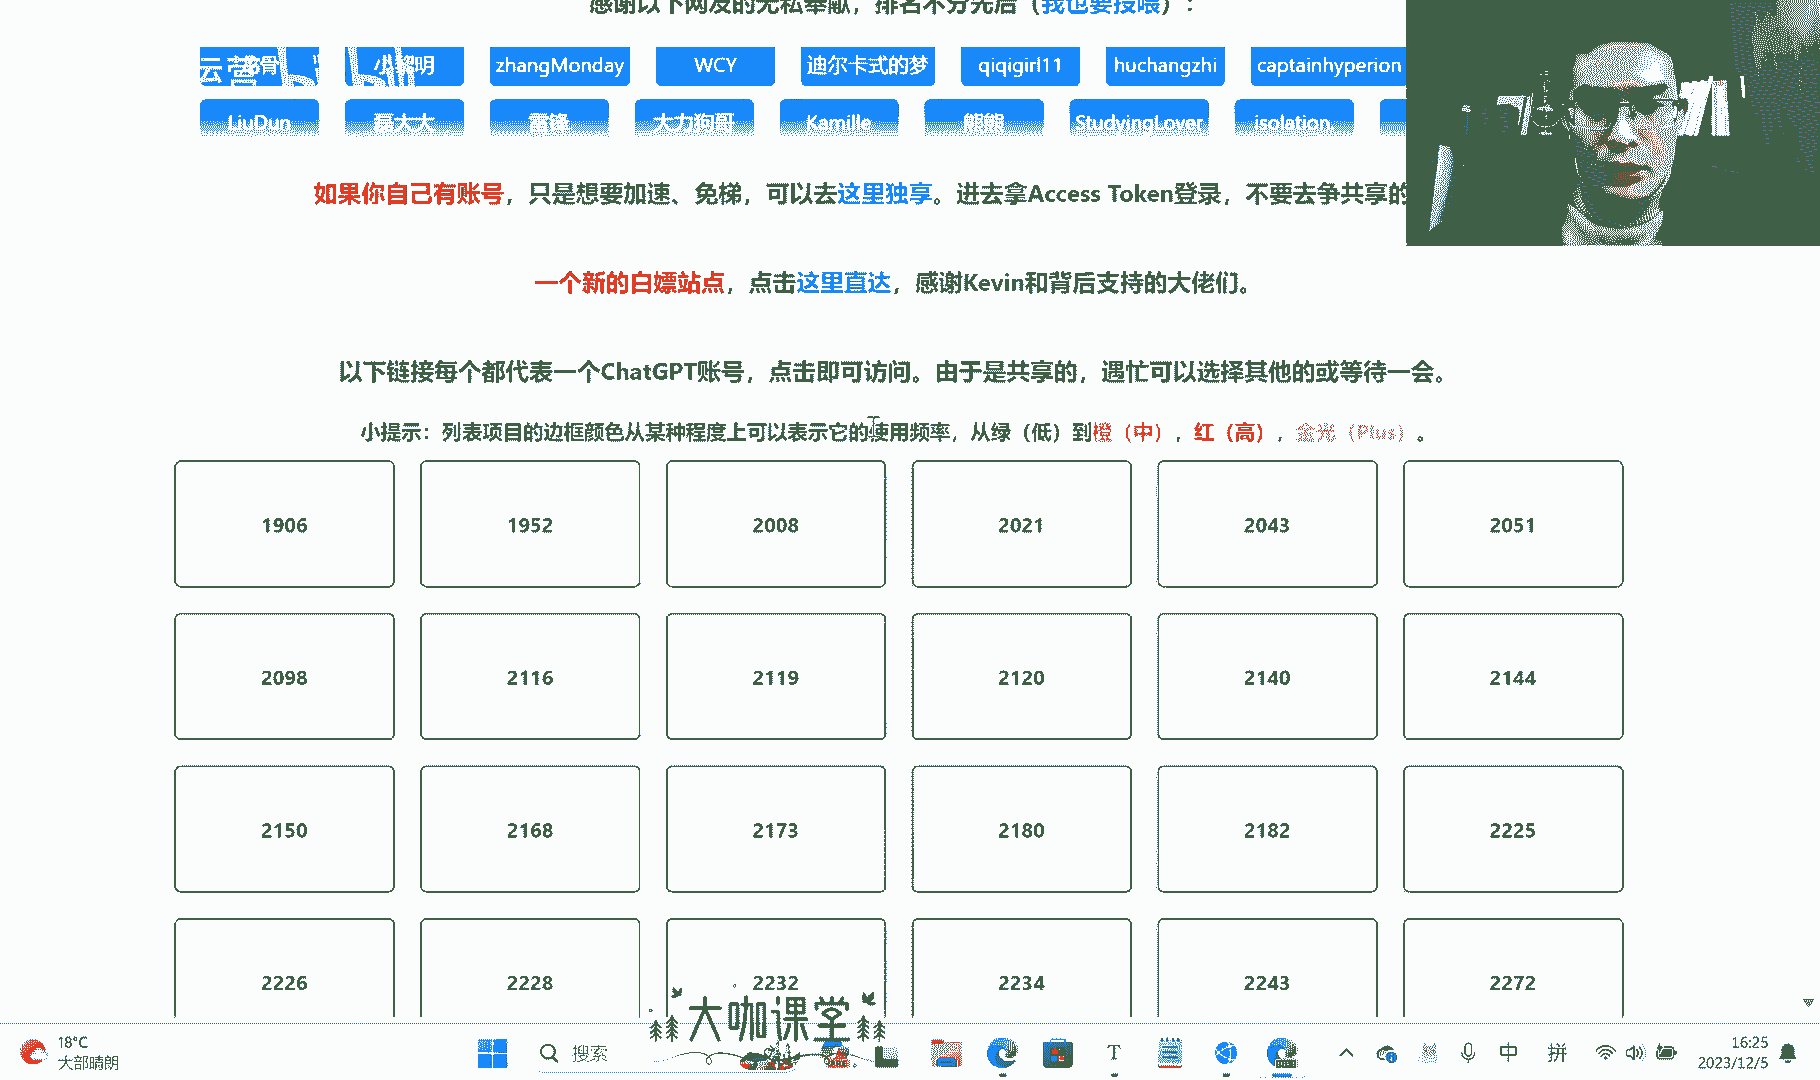 感谢以下网友的无私奉献，排名不分先后（我也要投喂）：
小黎明 zhangMonday WCY 迪尔卡式的梦 qiqigirl11 huchangzhi captainhyperion
LiuDun 磊大大 雷锋 大力狗哥 Kamille 熊熊 StudyingLover isolation
如果你自己有账号，只是想要加速、免梯，可以去这里独享。进去拿Access Token登录，不要去争共享的
一个新的白嫖站点，点击这里直达，感谢Kevin和背后支持的大佬们。
以下链接每个都代表一个ChatGPT账号，点击即可访问。由于是共享的，遇忙可以选择其他的或等待一会。
小提示：列表项目的边框颜色从某种程度上可以表示它的使用频率，从绿（低）到橙（中），红（高），金光（Plus）。
1906 1952 2008 2021 2043 2051
2098 2116 2119 2120 2140 2144
2150 2168 2173 2180 2182 2225
2226 2228 2232 2234 2243 2272
大咖课堂
18°C
大部晴朗
搜索
中 拼
16:25
2023/12/5